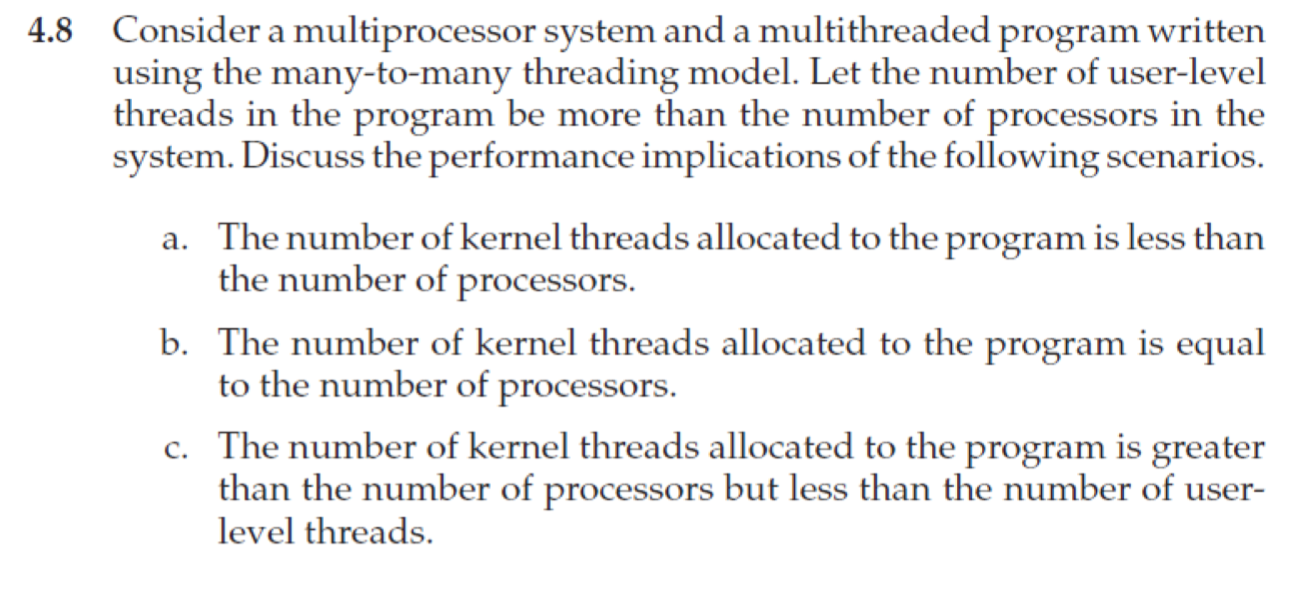 4.8 Consider a multiprocessor system and a multithreaded program written
using the many-to-many threading model. Let the number of user-level
threads in the program be more than the number of processors in the
system. Discuss the performance implications of the following scenarios.
a. The number of kernel threads allocated to the program is less than
the number of processors.
b. The number of kernel threads allocated to the program is equal
to the number of processors.
c. The number of kernel threads allocated to the program is greater
than the number of processors but less than the number of user-
level threads.